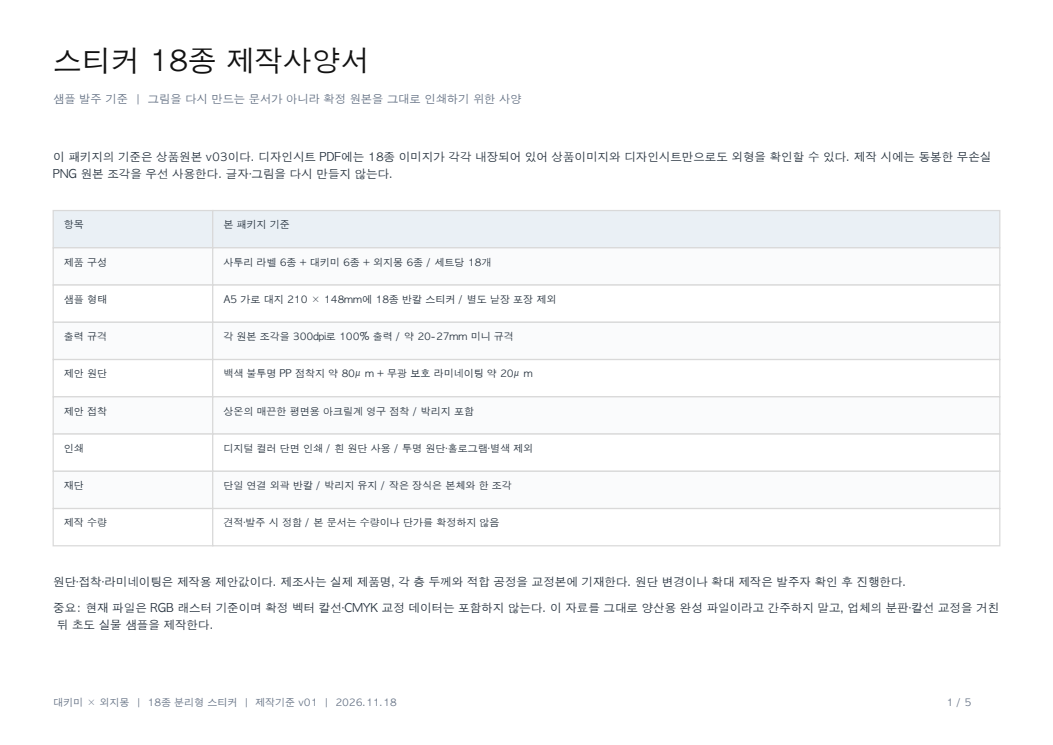 스티커 18종 제작사양서
샘플 발주 기준 | 그림을 다시 만드는 문서가 아니라 확정 원본을 그대로 인쇄하기 위한 사양
이 패키지의 기준은 상품원본 v03이다. 디자인시트 PDF에는 18종 이미지가 각각 내장되어 있어 상품이미지와 디자인시트만으로도 외형을 확인할 수 있다. 제작 시에는 동봉한 무손실
PNG 원본 조각을 우선 사용한다. 글자·그림을 다시 만들지 않는다.
항목 본 패키지 기준
제품 구성 사투리 라벨 6종 + 대키미 6종 + 외지몽 6종 / 세트당 18개
샘플 형태 A5 가로 대지 210 × 148mm에 18종 반칼 스티커 / 별도 낱장 포장 제외
출력 규격 각 원본 조각을 300dpi로 100% 출력 / 약 20-27mm 미니 규격
제안 원단 백색 불투명 PP 점착지 약 80μm + 무광 보호 라미네이팅 약 20μm
제안 접착 상온의 매끈한 평면용 아크릴계 영구 점착 / 박리지 포함
인쇄 디지털 컬러 단면 인쇄 / 흰 원단 사용 / 투명 원단·홀로그램·별색 제외
재단 단일 연결 외곽 반칼 / 박리지 유지 / 작은 장식은 본체와 한 조각
제작 수량 견적·발주 시 정함 / 본 문서는 수량이나 단가를 확정하지 않음
원단·접착·라미네이팅은 제작용 제안값이다. 제조사는 실제 제품명, 각 층 두께와 적합 공정을 교정본에 기재한다. 원단 변경이나 확대 제작은 발주자 확인 후 진행한다.
중요: 현재 파일은 RGB 래스터 기준이며 확정 벡터 칼선·CMYK 교정 데이터는 포함하지 않는다. 이 자료를 그대로 양산용 완성 파일이라고 간주하지 말고, 업체의 분판·칼선 교정을 거친
뒤 초도 실물 샘플을 제작한다.
대키미 × 외지몽 | 18종 분리형 스티커 | 제작기준 v01 | 2026.11.18
1 / 5